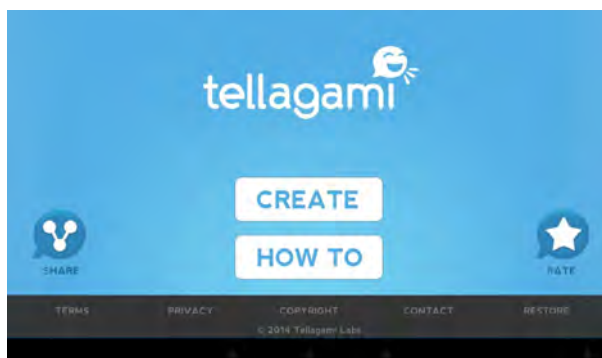 tellagami
CREATE
HOW TO
SHARE
RATE
TERMS PRIVACY COPYRIGHT CONTACT RESTORE
© 2014 Tellagami Labs